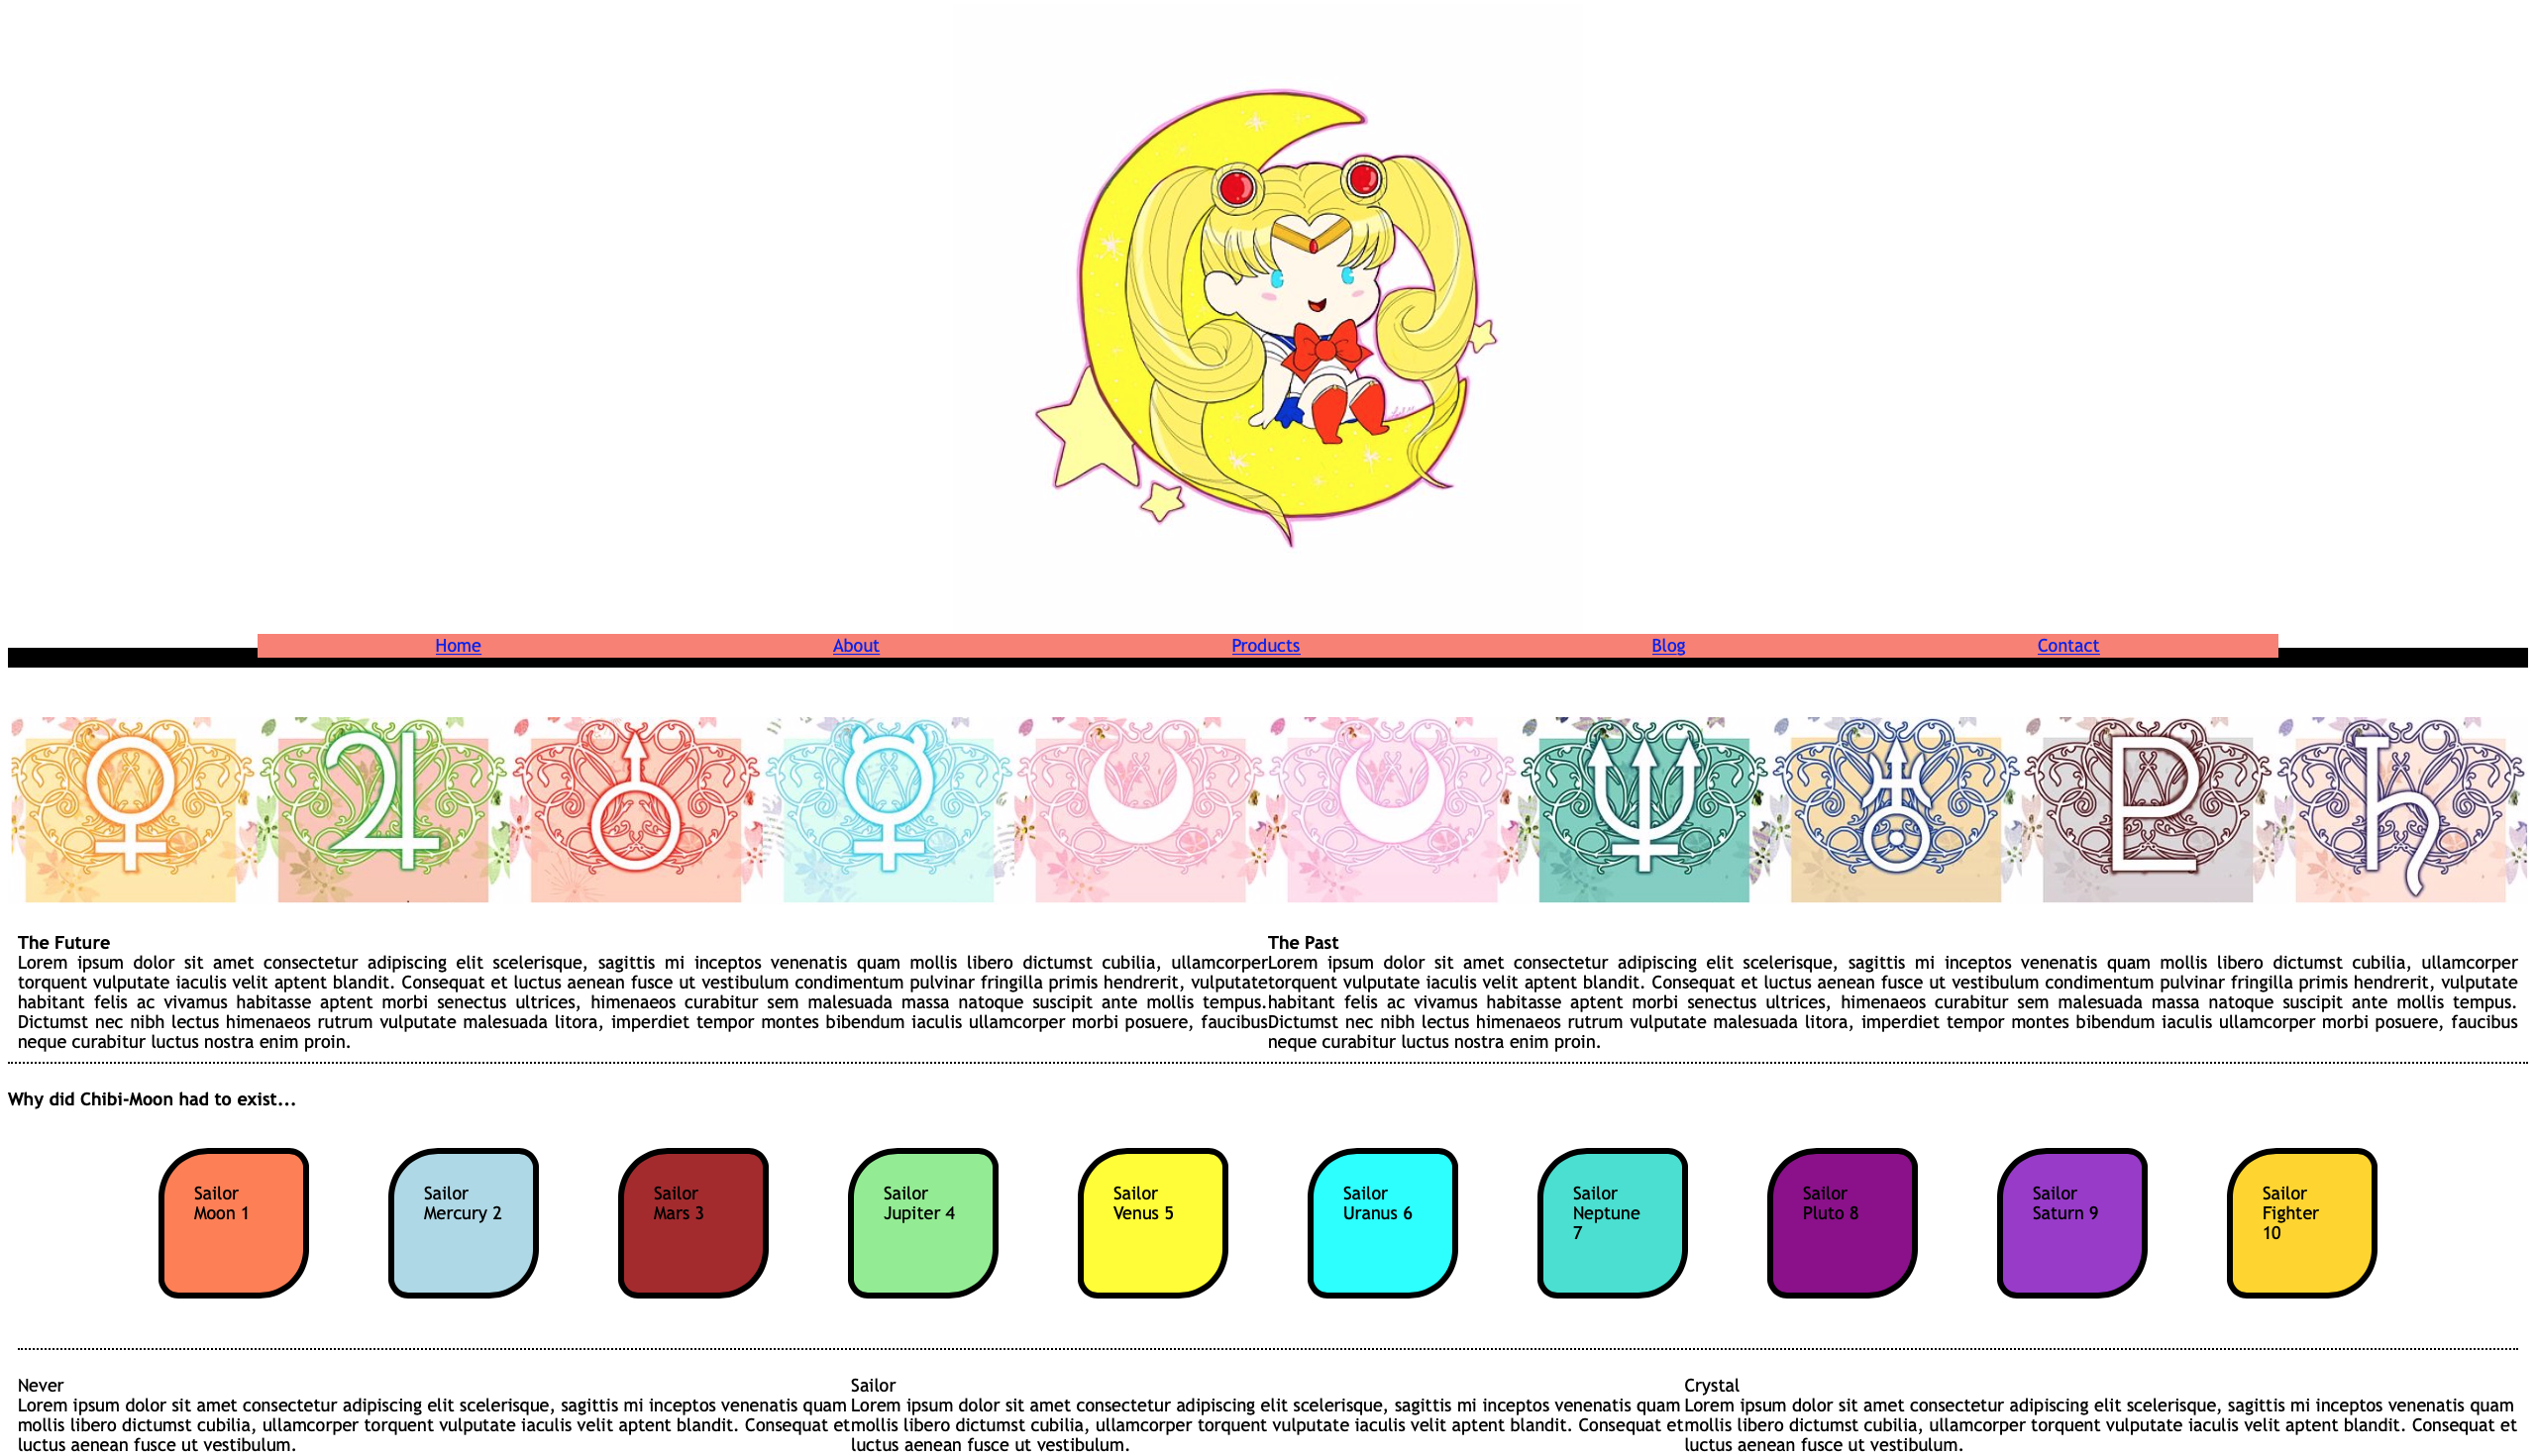 Home About Products Blog Contact
The Future
Lorem ipsum dolor sit amet consectetur adipiscing elit scelerisque, sagittis mi inceptos venenatis quam mollis libero dictumst cubilia, ullamcorper
torquent vulputate iaculis velit aptent blandit. Consequat et luctus aenean fusce ut vestibulum condimentum pulvinar fringilla primis hendrerit, vulputate
habitant felis ac vivamus habitasse aptent morbi senectus ultrices, himenaeos curabitur sem malesuada massa natoque suscipit ante mollis tempus.
Dictumst nec nibh lectus himenaeos rutrum vulputate malesuada litora, imperdiet tempor montes bibendum iaculis ullamcorper morbi posuere, faucibus
neque curabitur luctus nostra enim proin.
The Past
Lorem ipsum dolor sit amet consectetur adipiscing elit scelerisque, sagittis mi inceptos venenatis quam mollis libero dictumst cubilia, ullamcorper
torquent vulputate iaculis velit aptent blandit. Consequat et luctus aenean fusce ut vestibulum condimentum pulvinar fringilla primis hendrerit, vulputate
habitant felis ac vivamus habitasse aptent morbi senectus ultrices, himenaeos curabitur sem malesuada massa natoque suscipit ante mollis tempus.
Dictumst nec nibh lectus himenaeos rutrum vulputate malesuada litora, imperdiet tempor montes bibendum iaculis ullamcorper morbi posuere, faucibus
neque curabitur luctus nostra enim proin.
Why did Chibi-Moon had to exist...
Sailor
Moon 1
Sailor
Mercury 2
Sailor
Mars 3
Sailor
Jupiter 4
Sailor
Venus 5
Sailor
Uranus 6
Sailor
Neptune
7
Sailor
Pluto 8
Sailor
Saturn 9
Sailor
Fighter
10
Never
Lorem ipsum dolor sit amet consectetur adipiscing elit scelerisque, sagittis mi inceptos venenatis quam
mollis libero dictumst cubilia, ullamcorper torquent vulputate iaculis velit aptent blandit. Consequat et
luctus aenean fusce ut vestibulum.
Sailor
Lorem ipsum dolor sit amet consectetur adipiscing elit scelerisque, sagittis mi inceptos venenatis quam
mollis libero dictumst cubilia, ullamcorper torquent vulputate iaculis velit aptent blandit. Consequat et
luctus aenean fusce ut vestibulum.
Crystal
Lorem ipsum dolor sit amet consectetur adipiscing elit scelerisque, sagittis mi inceptos venenatis quam
mollis libero dictumst cubilia, ullamcorper torquent vulputate iaculis velit aptent blandit. Consequat et
luctus aenean fusce ut vestibulum.